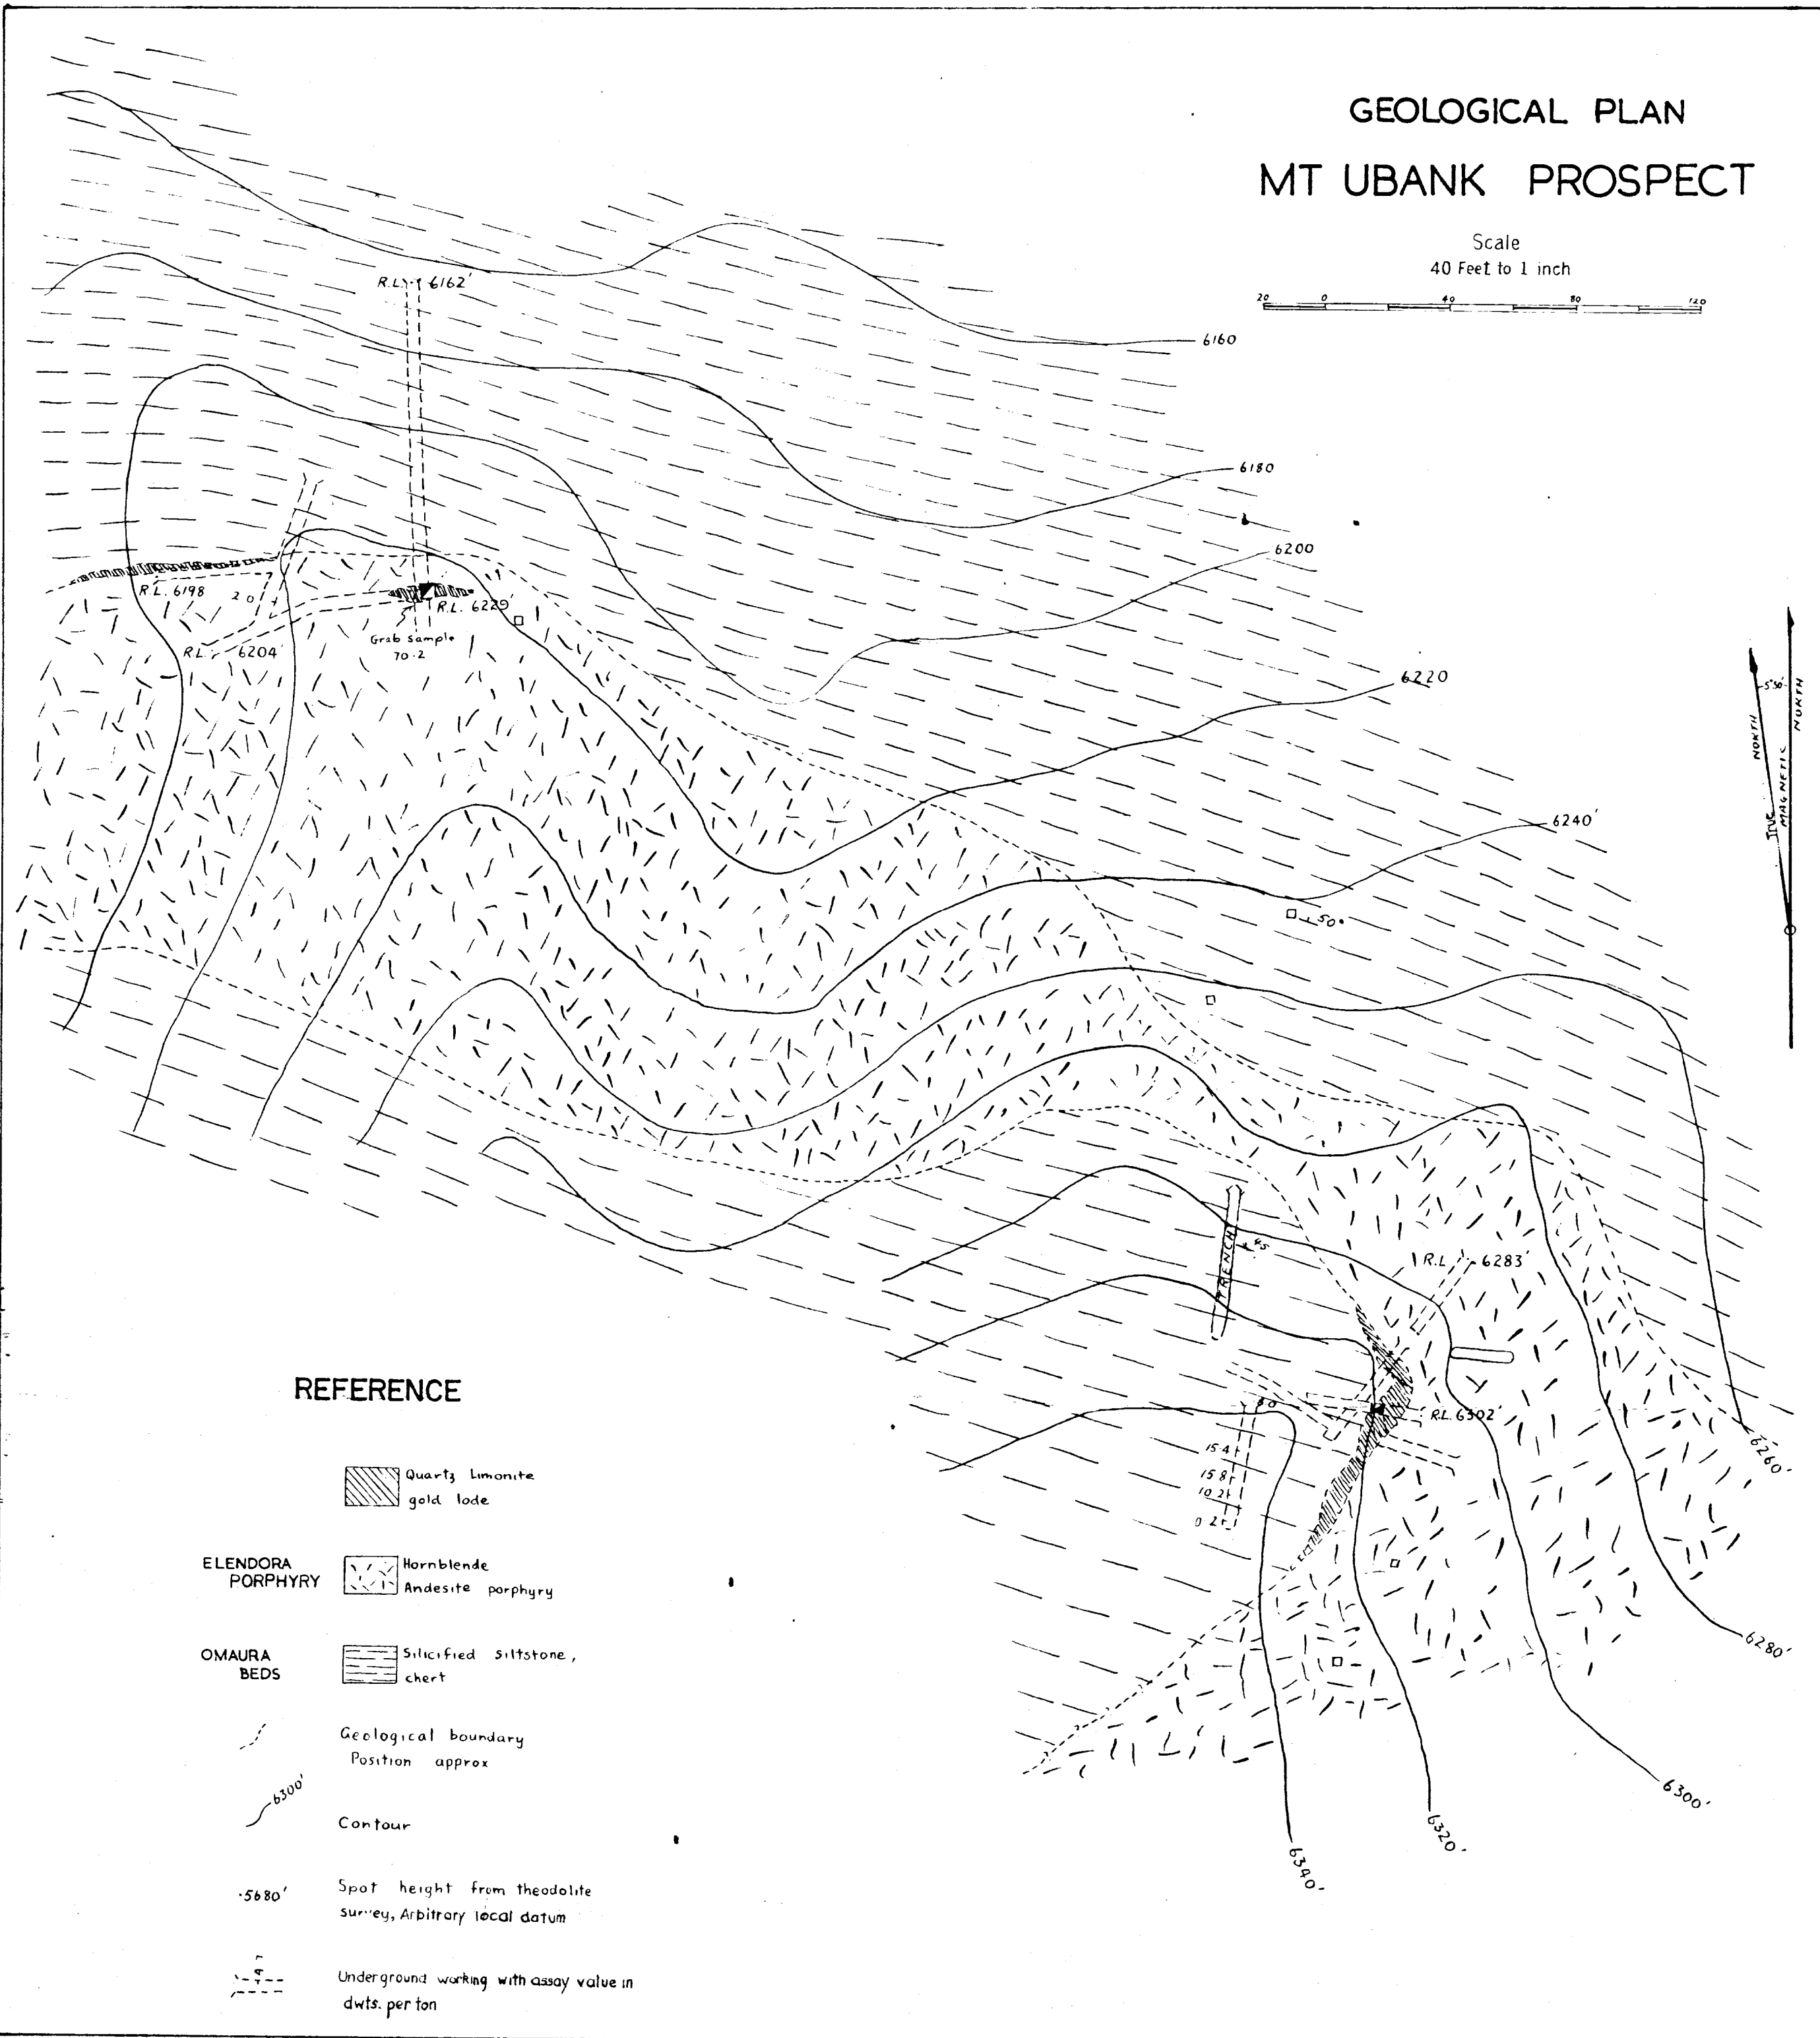 GEOLOGICAL PLAN
MT UBANK PROSPECT
Scale
40 Feet to 1 inch
20 0 40 80 120
R.L. 6162'
6160
6180
6200
6220
6240'
R.L. 6198
2 0
R.L. 6229'
Grab sample
70·2
R.L. 6204'
5°50'
TRUE NORTH
MAGNETIC NORTH
50°
TRENCH
45
R.L. 6283'
R.L. 6302'
80
15·4
15·8
10·2
0·2
6260'
6280'
6300'
6320'
6340'
REFERENCE
Quartz Limonite
gold lode
ELENDORA
PORPHYRY
Hornblende
Andesite porphyry
OMAURA
BEDS
Silicified siltstone,
chert
Geological boundary
Position approx
6300'
Contour
·5680'
Spot height from theodolite
survey, Arbitrary local datum
Underground working with assay value in
dwts. per ton